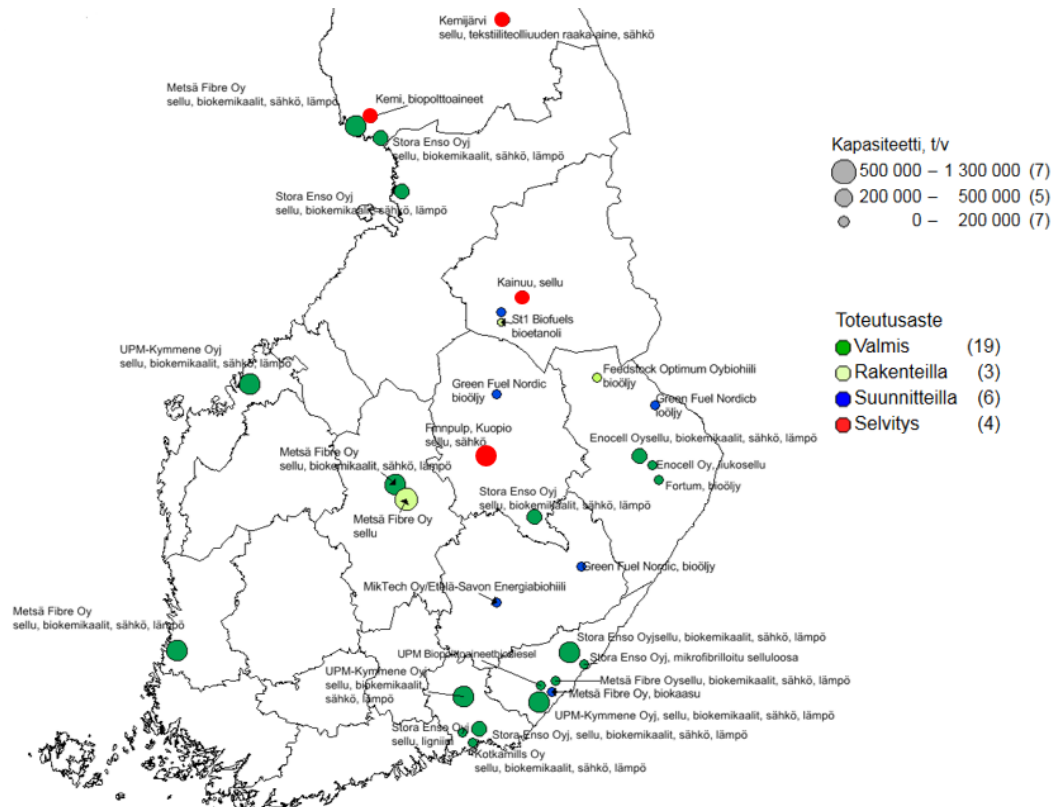 Kemijärvi
sellu, tekstiiliteolliuuden raaka-aine, sähkö
Metsä Fibre Oy
sellu, biokemikaalit, sähkö, lämpö
Kemi, biopolttoaineet
Stora Enso Oyj
sellu, biokemikaalit, sähkö, lämpö
Stora Enso Oyj
sellu, biokemikaalit, sähkö, lämpö
Kapasiteetti, t/v
500 000 – 1 300 000 (7)
200 000 – 500 000 (5)
0 – 200 000 (7)
Kainuu, sellu
St1 Biofuels
bioetanoli
Toteutusaste
Valmis (19)
Rakenteilla (3)
Suunnitteilla (6)
Selvitys (4)
UPM-Kymmene Oyj
sellu, biokemikaalit, sähkö, lämpö
Green Fuel Nordic
bioöljy
Feedstock Optimum Oybiohiili
bioöljy
Green Fuel Nordicb
ioöljy
Finnpulp, Kuopio
sellu, sähkö
Enocell Oysellu, biokemikaalit, sähkö, lämpö
Enocell Oy, liukosellu
Fortum, bioöljy
Metsä Fibre Oy
sellu, biokemikaalit, sähkö, lämpö
Metsä Fibre Oy
sellu
Stora Enso Oyj
sellu, biokemikaalit, sähkö, lämpö
Green Fuel Nordic, bioöljy
MikTech Oy/Etelä-Savon Energiabiohiili
Metsä Fibre Oy
sellu, biokemikaalit, sähkö, lämpö
Stora Enso Oyjsellu, biokemikaalit, sähkö, lämpö
UPM Biopolttoaineetbiodiesel
Stora Enso Oyj, mikrofibrilloitu selluloosa
UPM-Kymmene Oyj
sellu, biokemikaalit,
sähkö, lämpö
Metsä Fibre Oysellu, biokemikaalit, sähkö, lämpö
Metsä Fibre Oy, biokaasu
UPM-Kymmene Oyj, sellu, biokemikaalit, sähkö, lämpö
Stora Enso Oyj
sellu, ligniini
Stora Enso Oyj, sellu, biokemikaalit, sähkö, lämpö
Kotkamills Oy
sellu, biokemikaalit, sähkö, lämpö